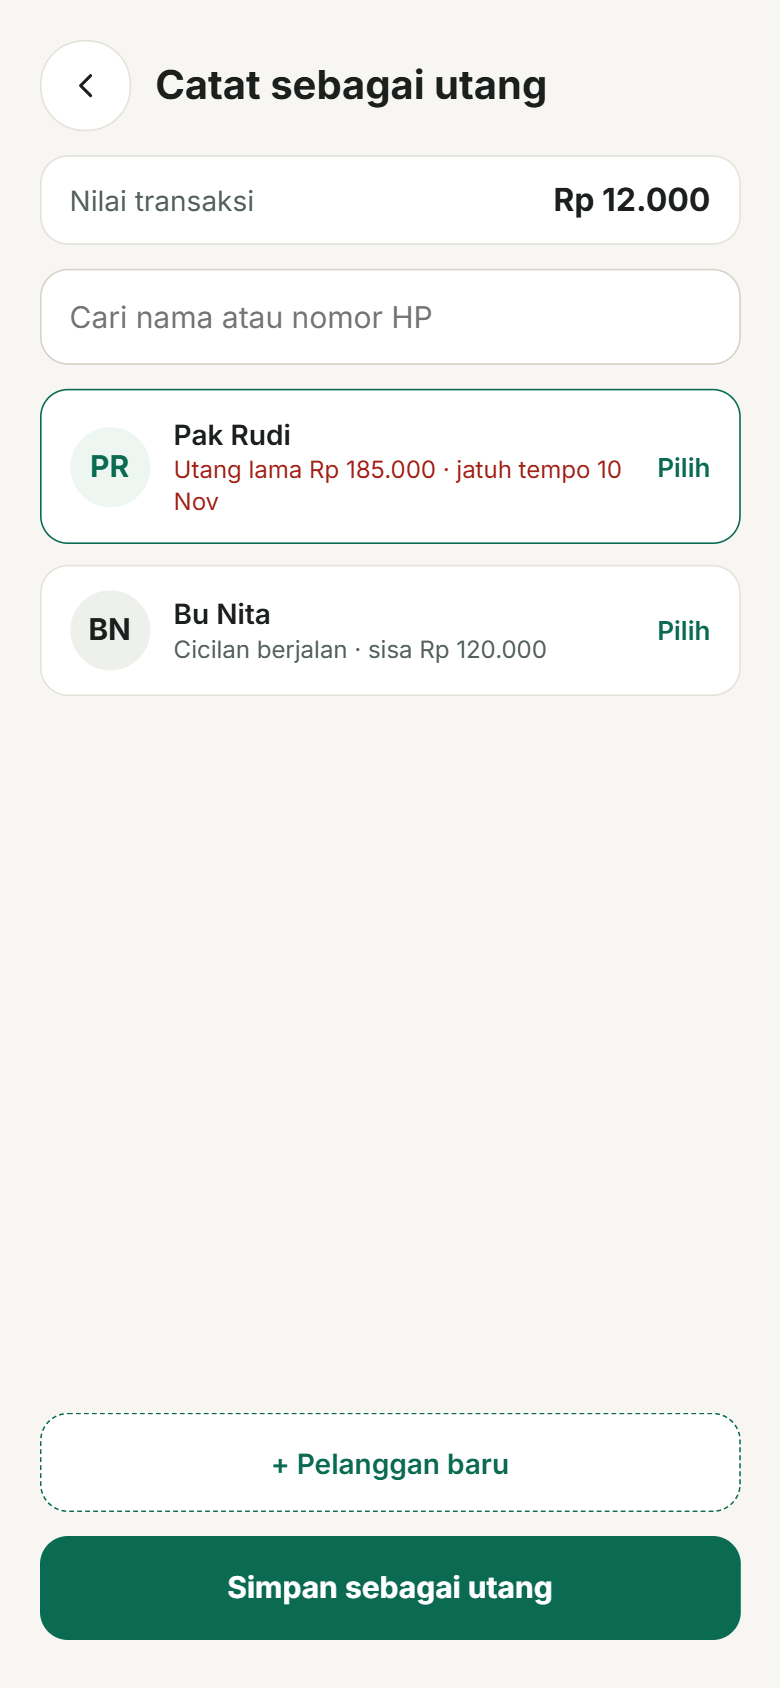 Catat sebagai utang
Nilai transaksi Rp 12.000
Cari nama atau nomor HP
PR
Pak Rudi
Utang lama Rp 185.000 · jatuh tempo 10
Nov
Pilih
BN
Bu Nita
Cicilan berjalan · sisa Rp 120.000
Pilih
+ Pelanggan baru
Simpan sebagai utang